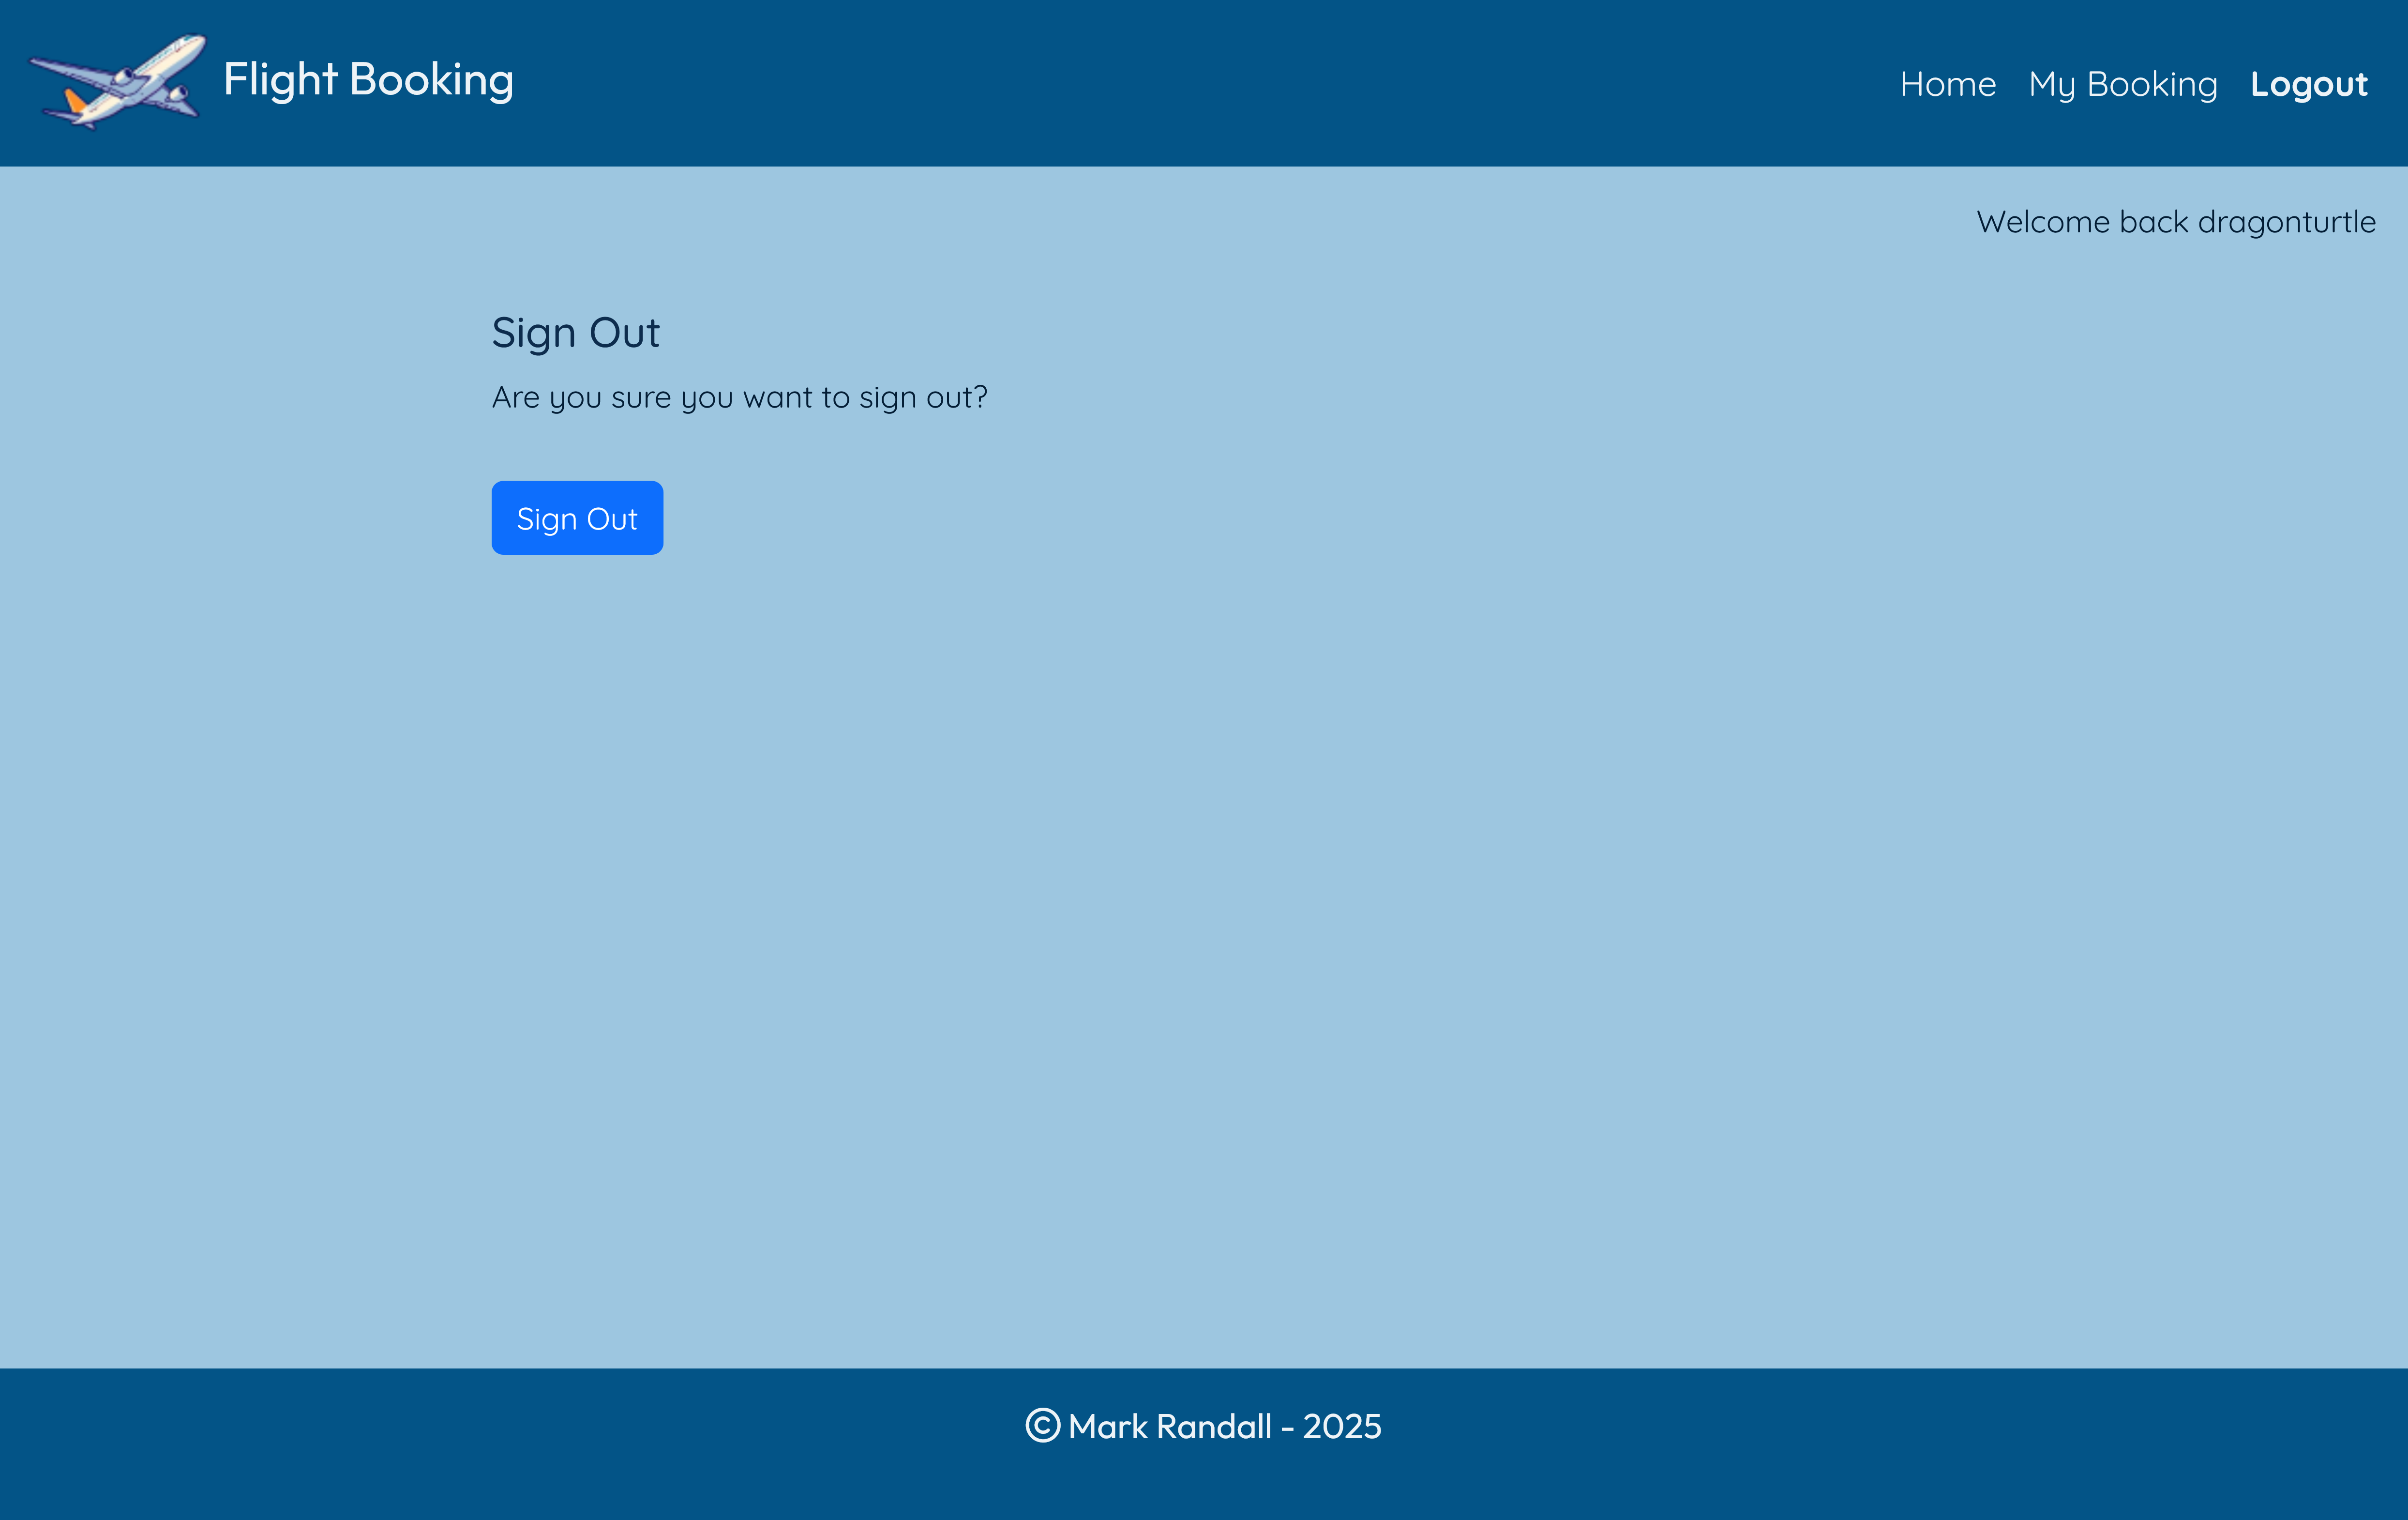 Flight Booking
Home My Booking Logout
Welcome back dragonturtle
Sign Out
Are you sure you want to sign out?
Sign Out
© Mark Randall - 2025